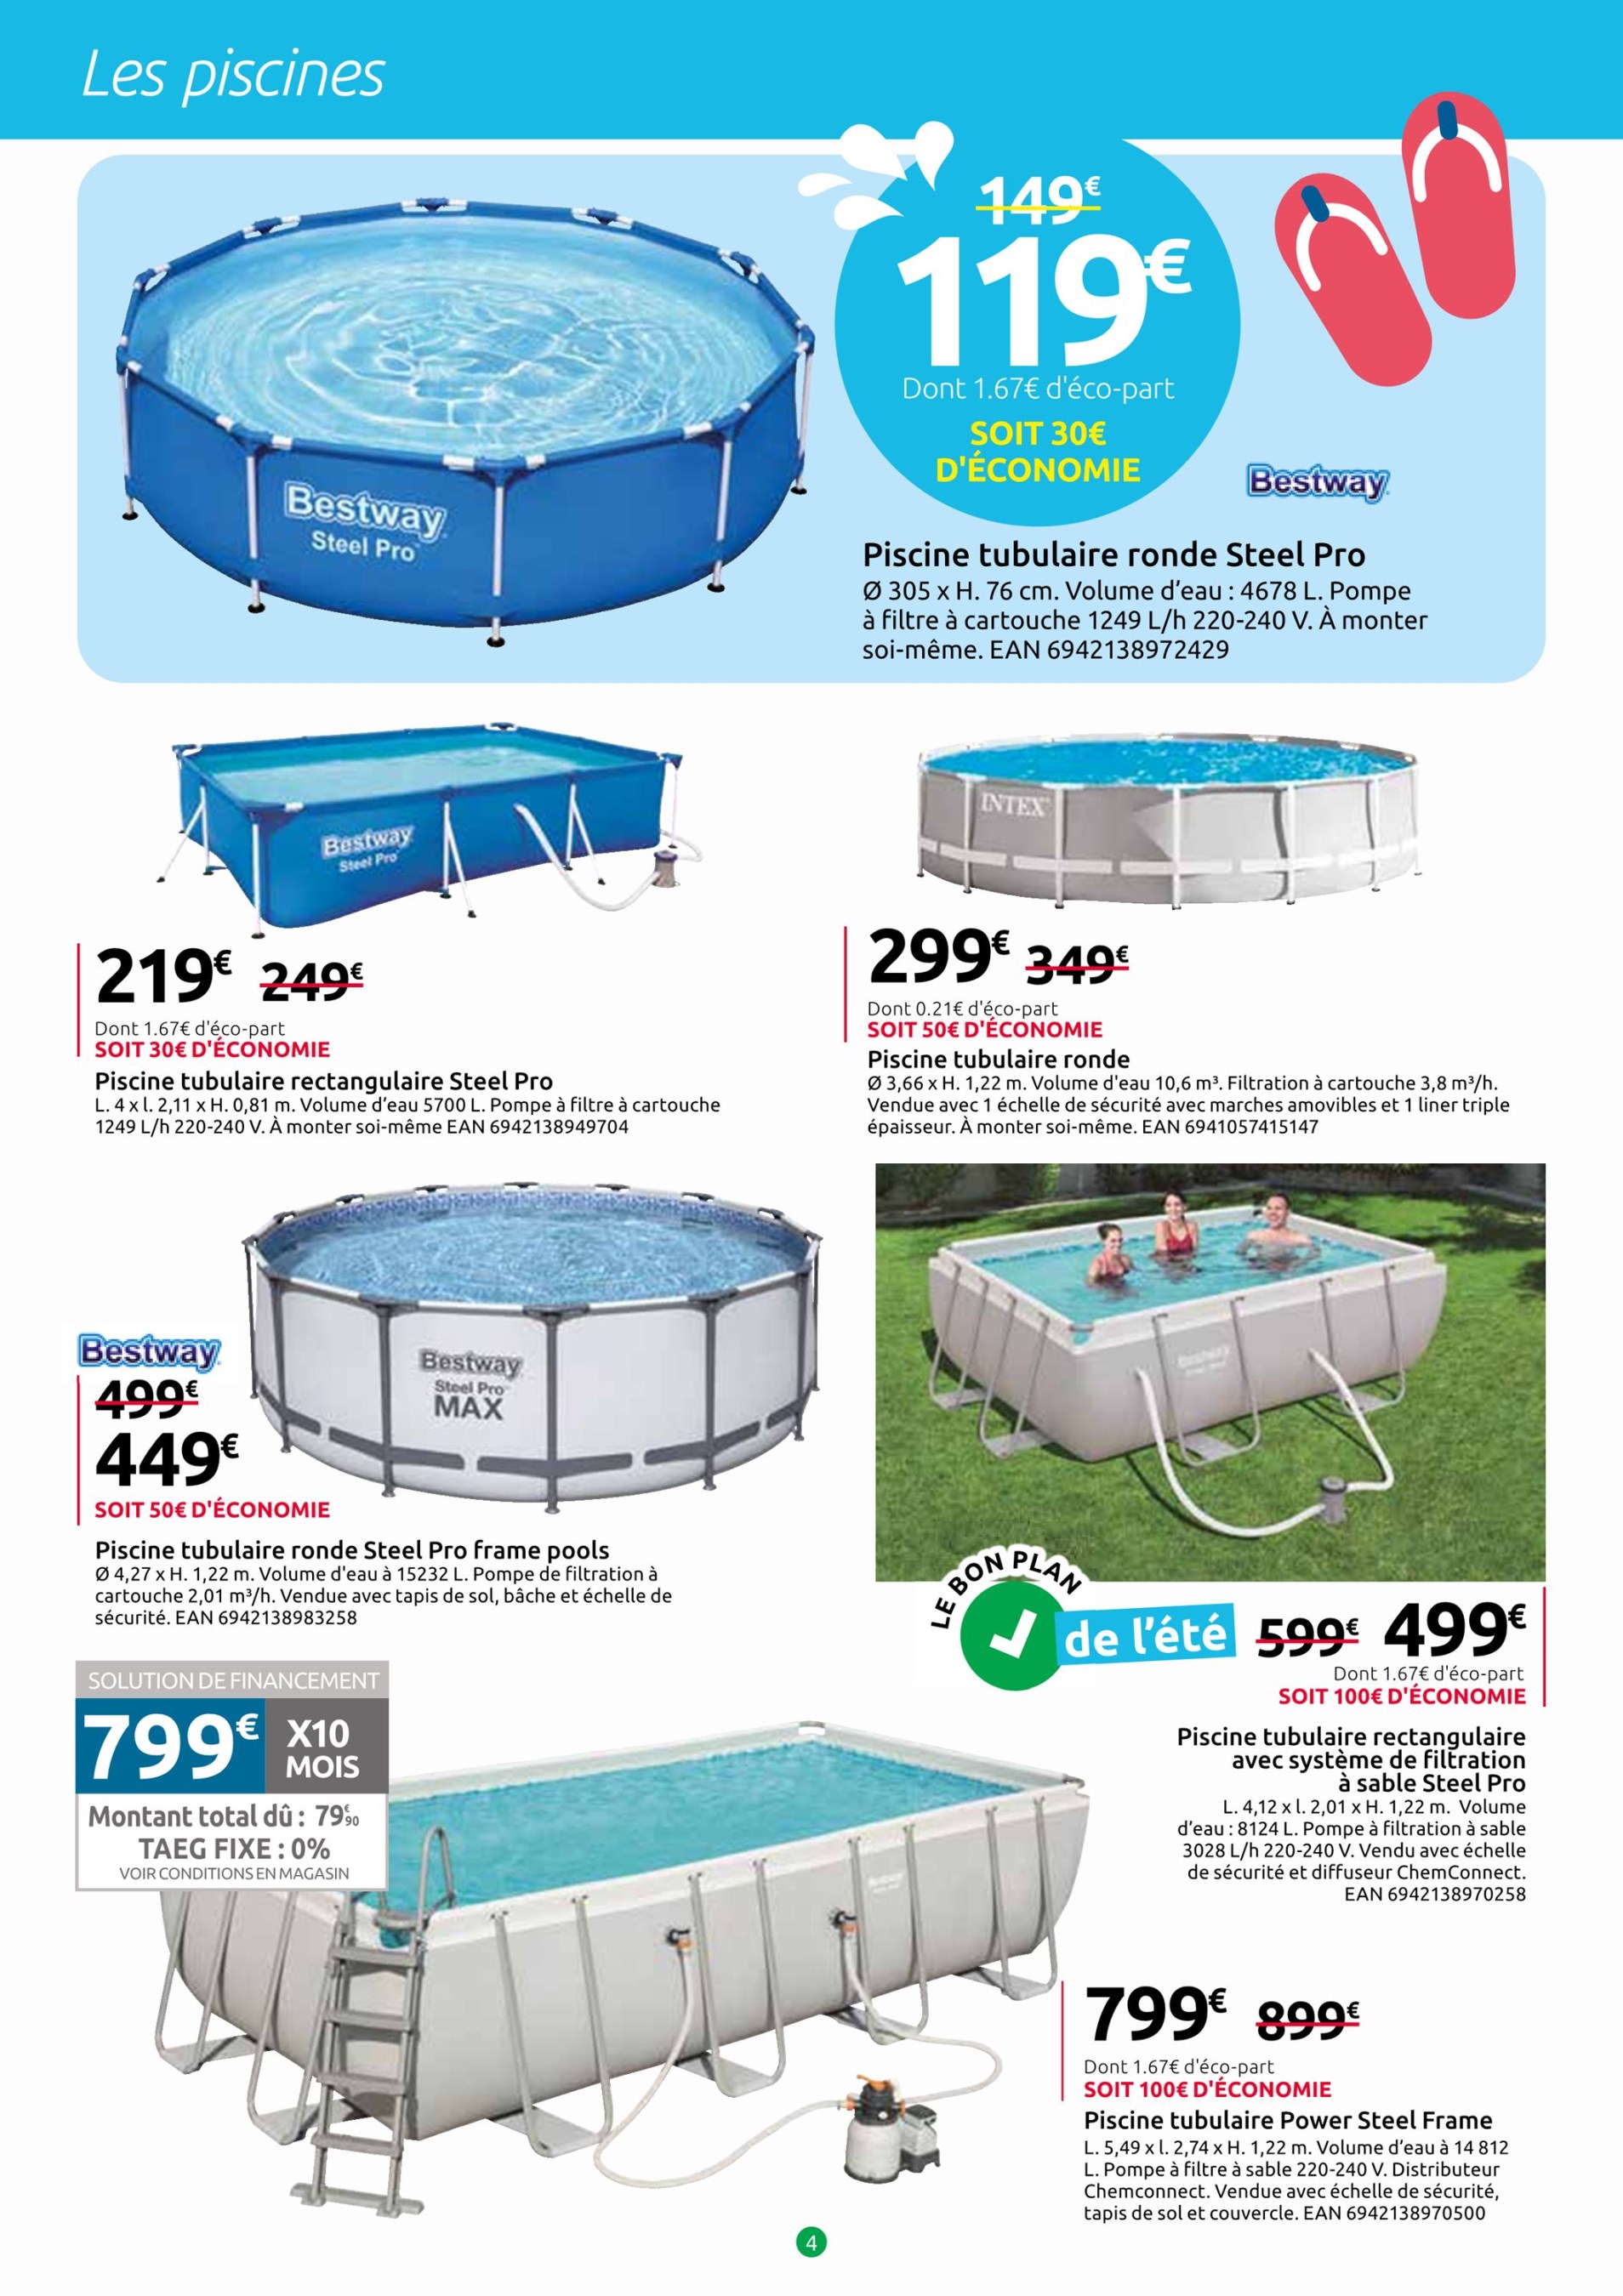 Les piscines
149€
119€
Dont 1.67€ d'éco-part
SOIT 30€
D'ÉCONOMIE
Bestway
Steel Pro
Bestway
Piscine tubulaire ronde Steel Pro
Ø 305 x H. 76 cm. Volume d’eau : 4678 L. Pompe
à filtre à cartouche 1249 L/h 220-240 V. À monter
soi-même. EAN 6942138972429
Bestway
Steel Pro
219€ 249€
Dont 1.67€ d'éco-part
SOIT 30€ D'ÉCONOMIE
Piscine tubulaire rectangulaire Steel Pro
L. 4 x l. 2,11 x H. 0,81 m. Volume d’eau 5700 L. Pompe à filtre à cartouche
1249 L/h 220-240 V. À monter soi-même EAN 6942138949704
INTEX
299€ 349€
Dont 0.21€ d'éco-part
SOIT 50€ D'ÉCONOMIE
Piscine tubulaire ronde
Ø 3,66 x H. 1,22 m. Volume d'eau 10,6 m³. Filtration à cartouche 3,8 m³/h.
Vendue avec 1 échelle de sécurité avec marches amovibles et 1 liner triple
épaisseur. À monter soi-même. EAN 6941057415147
Bestway
Steel Pro
MAX
Bestway
499€
449€
SOIT 50€ D'ÉCONOMIE
Piscine tubulaire ronde Steel Pro frame pools
Ø 4,27 x H. 1,22 m. Volume d'eau à 15232 L. Pompe de filtration à
cartouche 2,01 m³/h. Vendue avec tapis de sol, bâche et échelle de
sécurité. EAN 6942138983258
Bestway
LE BON PLAN
de l’été
599€ 499€
Dont 1.67€ d'éco-part
SOIT 100€ D'ÉCONOMIE
Piscine tubulaire rectangulaire
avec système de filtration
à sable Steel Pro
L. 4,12 x l. 2,01 x H. 1,22 m. Volume
d’eau : 8124 L. Pompe à filtration à sable
3028 L/h 220-240 V. Vendu avec échelle
de sécurité et diffuseur ChemConnect.
EAN 6942138970258
SOLUTION DE FINANCEMENT
799€ X10
MOIS
Montant total dû : 79€90
TAEG FIXE : 0%
VOIR CONDITIONS EN MAGASIN
Bestway
799€ 899€
Dont 1.67€ d'éco-part
SOIT 100€ D'ÉCONOMIE
Piscine tubulaire Power Steel Frame
L. 5,49 x l. 2,74 x H. 1,22 m. Volume d’eau à 14 812
L. Pompe à filtre à sable 220-240 V. Distributeur
Chemconnect. Vendue avec échelle de sécurité,
tapis de sol et couvercle. EAN 6942138970500
4